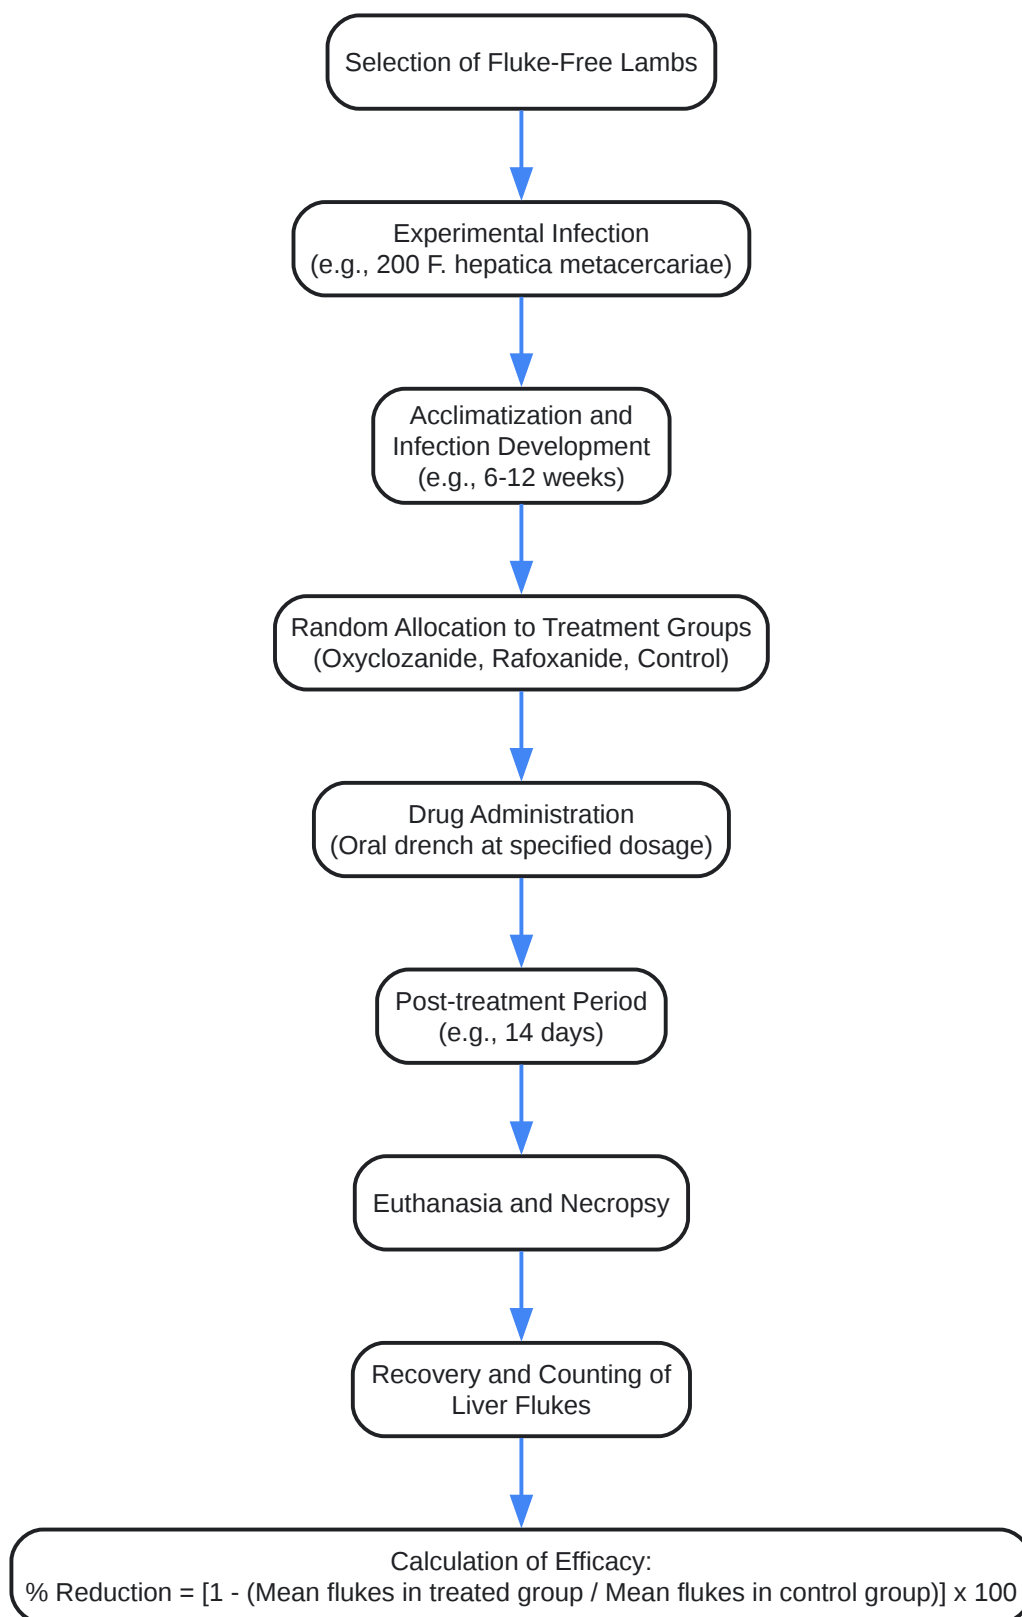 Selection of Fluke-Free Lambs
Experimental Infection
(e.g., 200 F. hepatica metacercariae)
Acclimatization and
Infection Development
(e.g., 6-12 weeks)
Random Allocation to Treatment Groups
(Oxyclozanide, Rafoxanide, Control)
Drug Administration
(Oral drench at specified dosage)
Post-treatment Period
(e.g., 14 days)
Euthanasia and Necropsy
Recovery and Counting of
Liver Flukes
Calculation of Efficacy:
% Reduction = [1 - (Mean flukes in treated group / Mean flukes in control group)] x 100